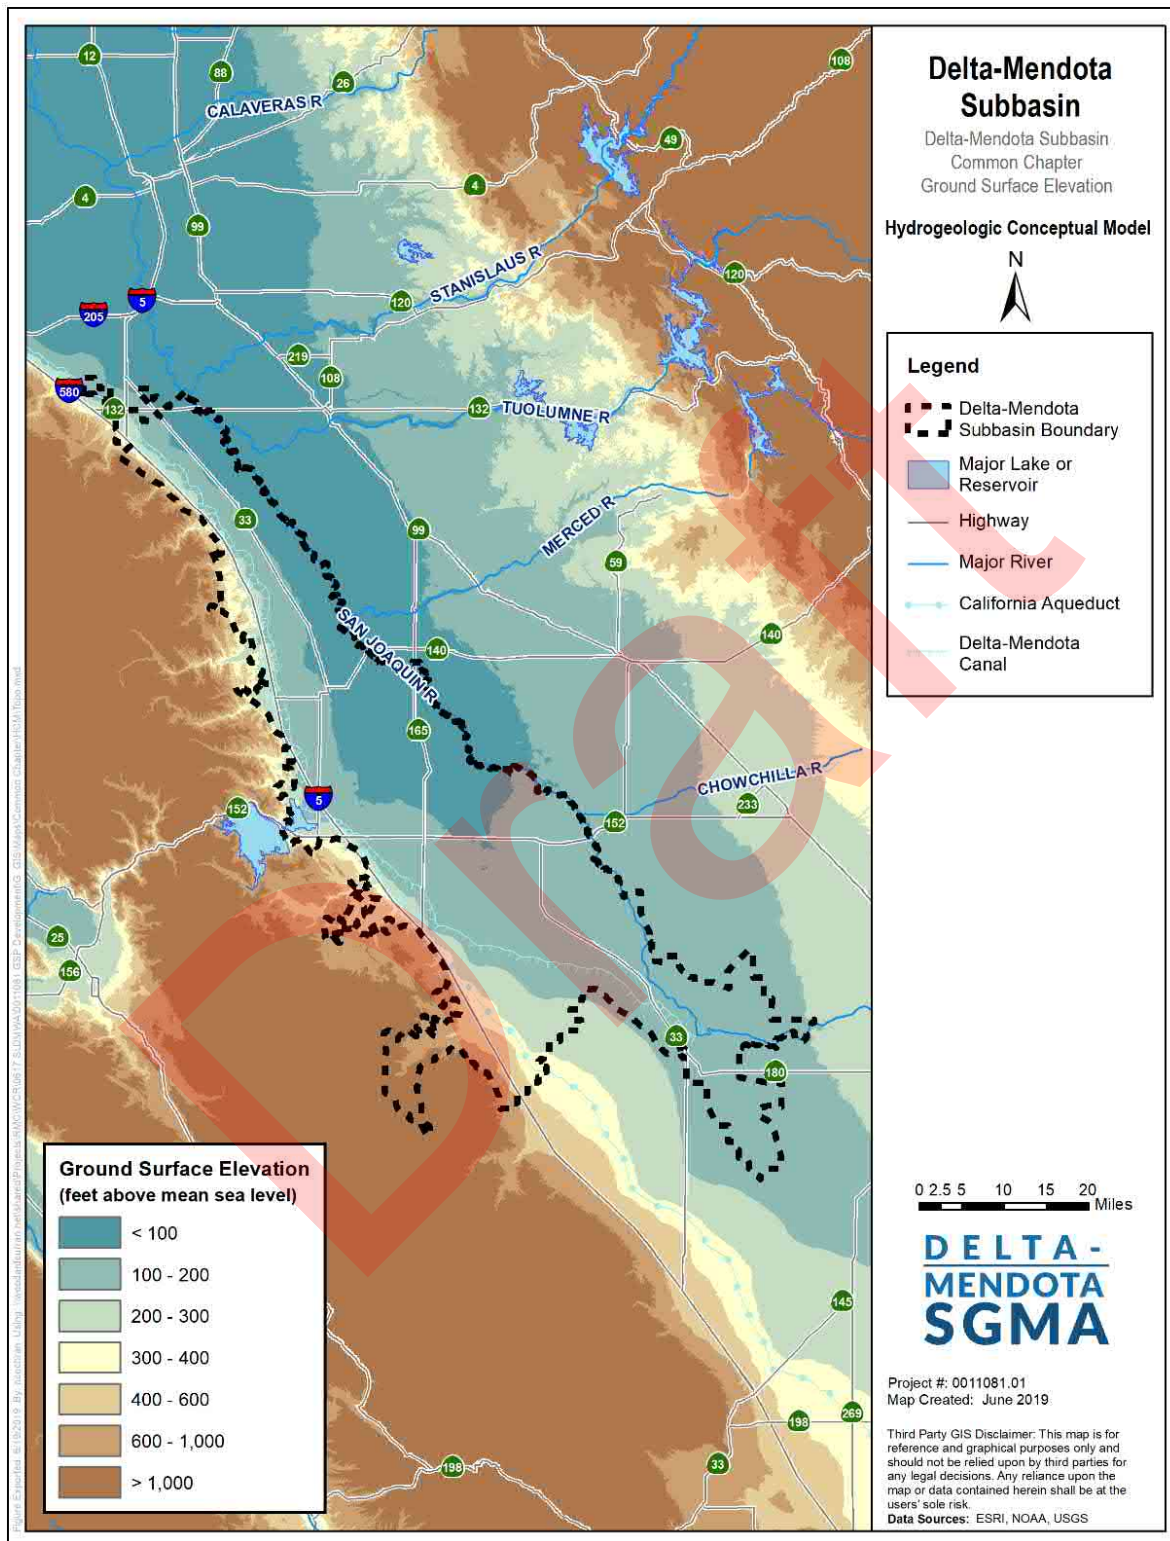 Delta-Mendota
Subbasin
Delta-Mendota Subbasin
Common Chapter
Ground Surface Elevation
Hydrogeologic Conceptual Model
N
Legend
Delta-Mendota
Subbasin Boundary
Major Lake or
Reservoir
Highway
Major River
California Aqueduct
Delta-Mendota
Canal
12
88
26
108
CALAVERAS R
49
4
4
99
STANISLAUS R
120
120
5
205
219
108
580
132
132
TUOLUMNE R
33
99
MERCED R
59
SAN JOAQUIN R
140
140
165
CHOWCHILLA R
5
152
233
152
25
156
33
180
145
198
269
198
33
Draft
Ground Surface Elevation
(feet above mean sea level)
< 100
100 - 200
200 - 300
300 - 400
400 - 600
600 - 1,000
> 1,000
0 2.5 5 10 15 20
Miles
DELTA-
MENDOTA
SGMA
Project #: 0011081.01
Map Created: June 2019
Third Party GIS Disclaimer: This map is for
reference and graphical purposes only and
should not be relied upon by third parties for
any legal decisions. Any reliance upon the
map or data contained herein shall be at the
users' sole risk.
Data Sources: ESRI, NOAA, USGS